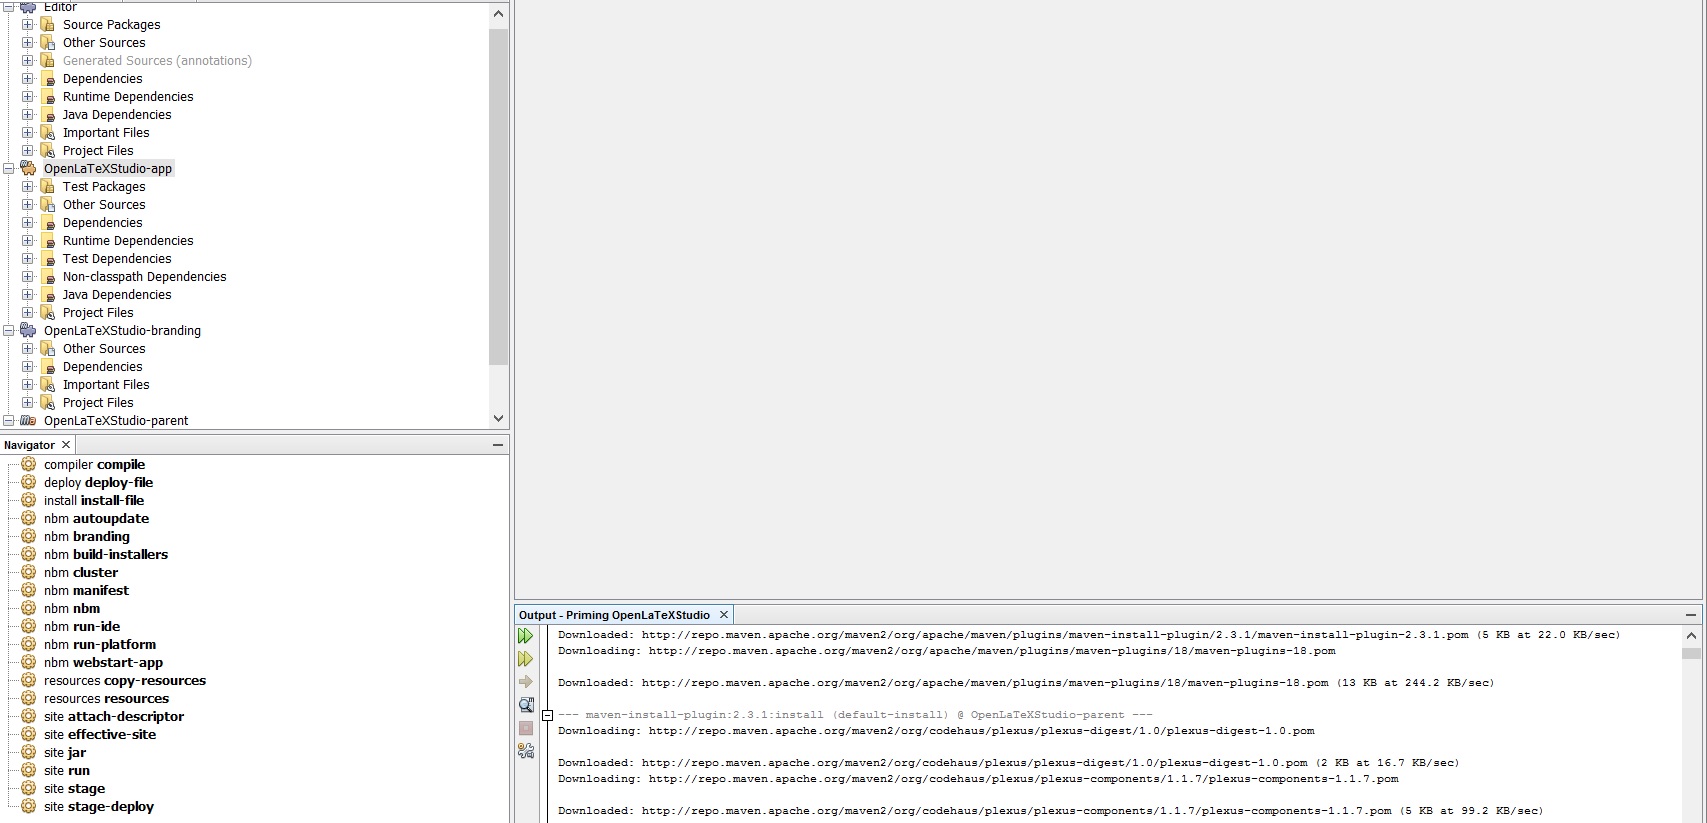 Editor
Source Packages
Other Sources
Generated Sources (annotations)
Dependencies
Runtime Dependencies
Java Dependencies
Important Files
Project Files
OpenLaTeXStudio-app
Test Packages
Other Sources
Dependencies
Runtime Dependencies
Test Dependencies
Non-classpath Dependencies
Java Dependencies
Project Files
OpenLaTeXStudio-branding
Other Sources
Dependencies
Important Files
Project Files
OpenLaTeXStudio-parent
Navigator
compiler compile
deploy deploy-file
install install-file
nbm autoupdate
nbm branding
nbm build-installers
nbm cluster
nbm manifest
nbm nbm
nbm run-ide
nbm run-platform
nbm webstart-app
resources copy-resources
resources resources
site attach-descriptor
site effective-site
site jar
site run
site stage
site stage-deploy
Output - Priming OpenLaTeXStudio
Downloaded: http://repo.maven.apache.org/maven2/org/apache/maven/plugins/maven-install-plugin/2.3.1/maven-install-plugin-2.3.1.pom (5 KB at 22.0 KB/sec)
Downloading: http://repo.maven.apache.org/maven2/org/apache/maven/plugins/maven-plugins/18/maven-plugins-18.pom
Downloaded: http://repo.maven.apache.org/maven2/org/apache/maven/plugins/maven-plugins/18/maven-plugins-18.pom (13 KB at 244.2 KB/sec)
--- maven-install-plugin:2.3.1:install (default-install) @ OpenLaTeXStudio-parent ---
Downloading: http://repo.maven.apache.org/maven2/org/codehaus/plexus/plexus-digest/1.0/plexus-digest-1.0.pom
Downloaded: http://repo.maven.apache.org/maven2/org/codehaus/plexus/plexus-digest/1.0/plexus-digest-1.0.pom (2 KB at 16.7 KB/sec)
Downloading: http://repo.maven.apache.org/maven2/org/codehaus/plexus/plexus-components/1.1.7/plexus-components-1.1.7.pom
Downloaded: http://repo.maven.apache.org/maven2/org/codehaus/plexus/plexus-components/1.1.7/plexus-components-1.1.7.pom (5 KB at 99.2 KB/sec)